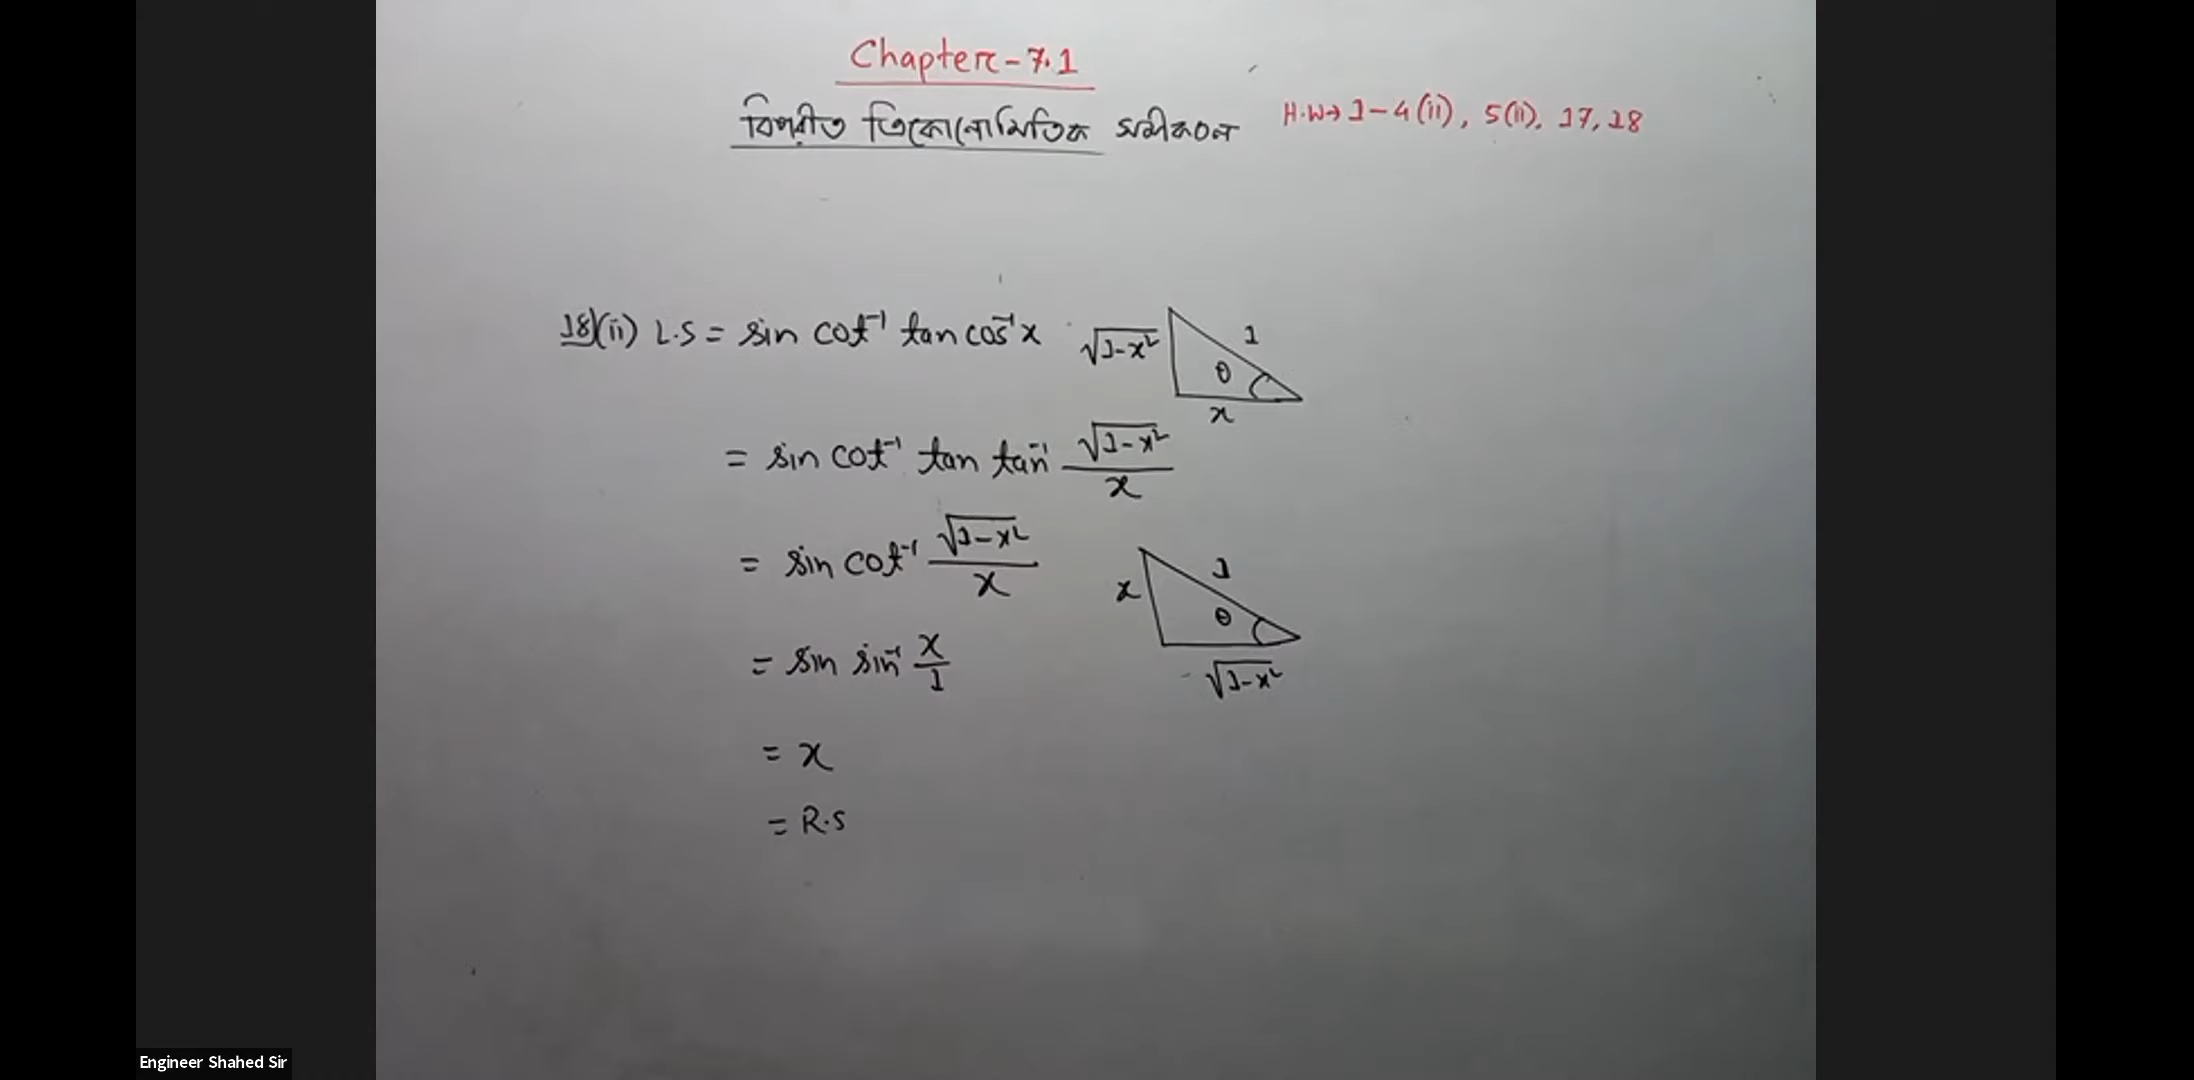 Chapter-7.1
বিপরীত ত্রিকোনোমিতিক সমীকরণ
H.W→ 1-4(ii), 5(ii), 17, 18
18(ii) L.S = sin cot⁻¹ tan cos⁻¹x
√1-x² 1 θ x
= sin cot⁻¹ tan tan⁻¹ √1-x²/x
= sin cot⁻¹ √1-x²/x
x 1 θ √1-x²
= sin sin⁻¹ x/1
= x
= R.S
Engineer Shahed Sir